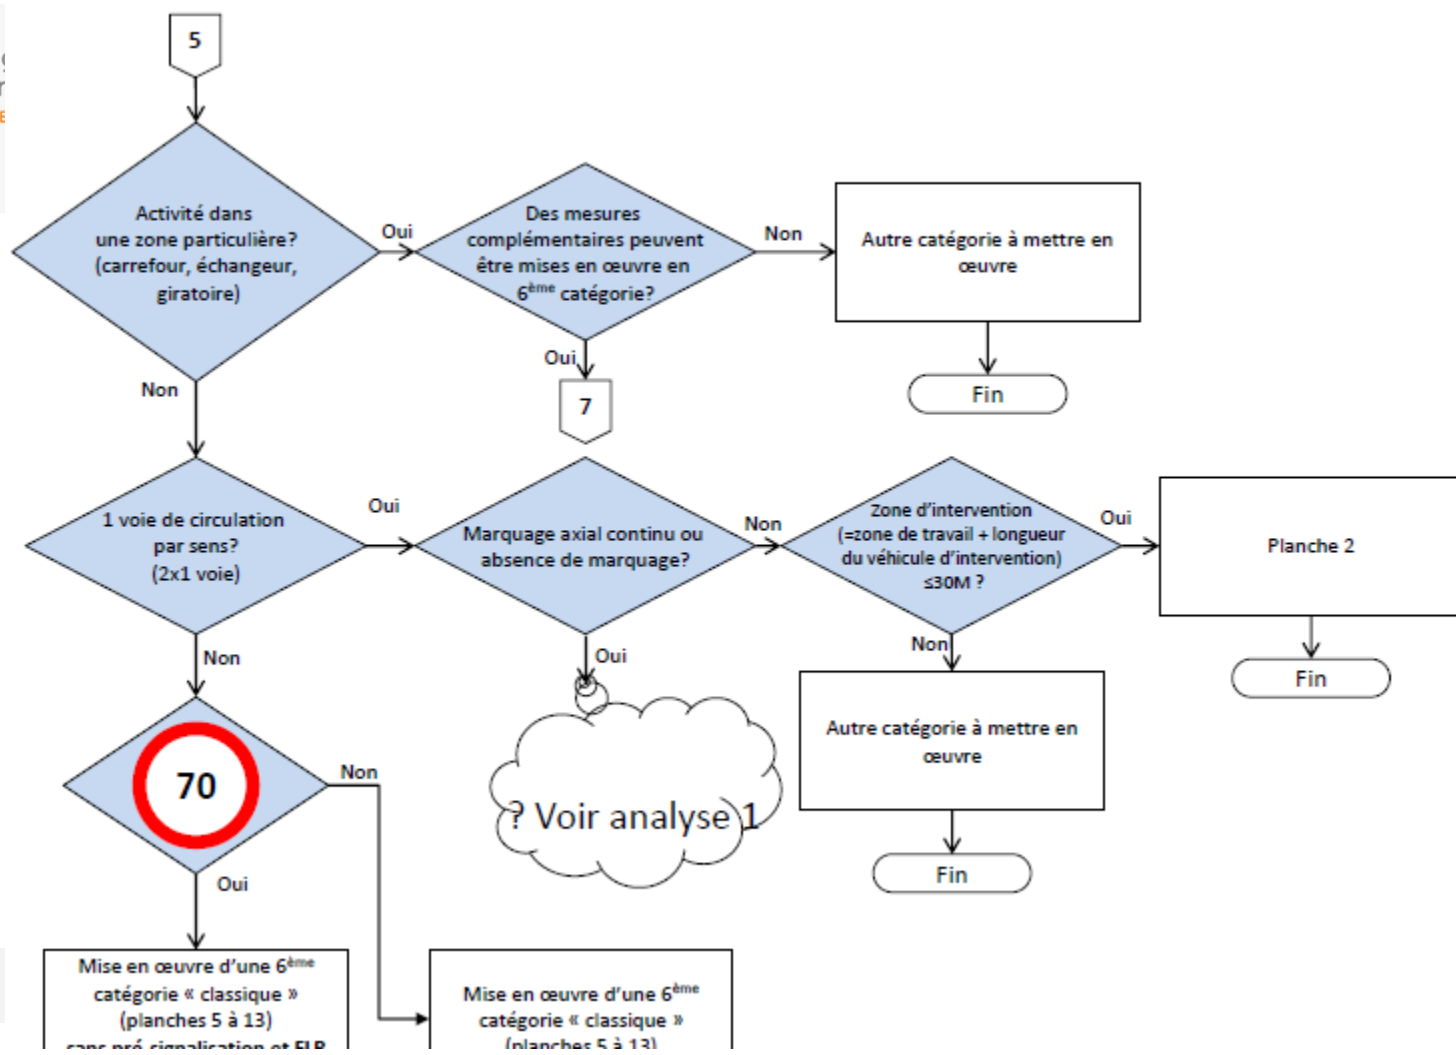 5
Activité dans
une zone particulière?
(carrefour, échangeur,
giratoire)
Oui
Des mesures
complémentaires peuvent
être mises en œuvre en
6ème catégorie?
Non
Autre catégorie à mettre en
œuvre
Fin
Oui
7
Non
1 voie de circulation
par sens?
(2x1 voie)
Oui
Marquage axial continu ou
absence de marquage?
Non
Zone d'intervention
(=zone de travail + longueur
du véhicule d'intervention)
≤30M ?
Oui
Planche 2
Fin
Non
Autre catégorie à mettre en
œuvre
Fin
Oui
? Voir analyse 1
Non
70
Non
Oui
Mise en œuvre d'une 6ème
catégorie « classique »
(planches 5 à 13)
sans pré-signalisation et FLR
Mise en œuvre d'une 6ème
catégorie « classique »
(planches 5 à 13)